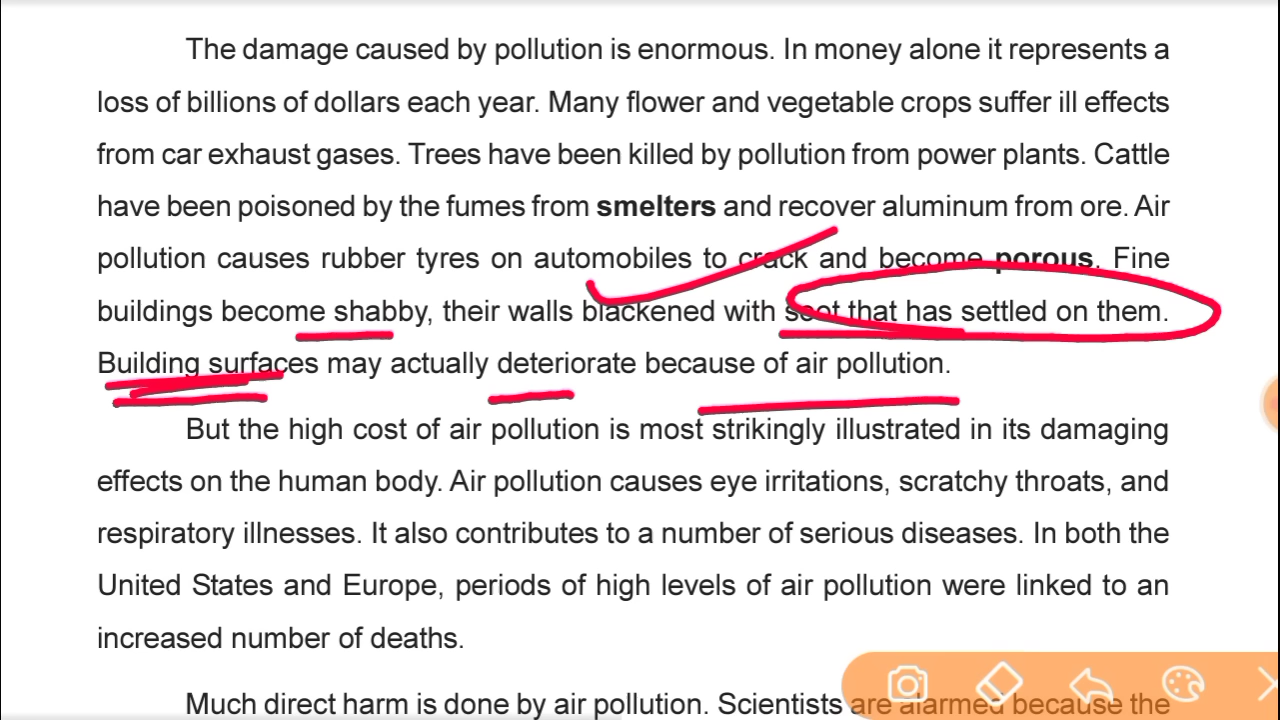 The damage caused by pollution is enormous. In money alone it represents a
loss of billions of dollars each year. Many flower and vegetable crops suffer ill effects
from car exhaust gases. Trees have been killed by pollution from power plants. Cattle
have been poisoned by the fumes from smelters and recover aluminum from ore. Air
pollution causes rubber tyres on automobiles to crack and become porous. Fine
buildings become shabby, their walls blackened with soot that has settled on them.
Building surfaces may actually deteriorate because of air pollution.
But the high cost of air pollution is most strikingly illustrated in its damaging
effects on the human body. Air pollution causes eye irritations, scratchy throats, and
respiratory illnesses. It also contributes to a number of serious diseases. In both the
United States and Europe, periods of high levels of air pollution were linked to an
increased number of deaths.
Much direct harm is done by air pollution. Scientists are alarmed because the